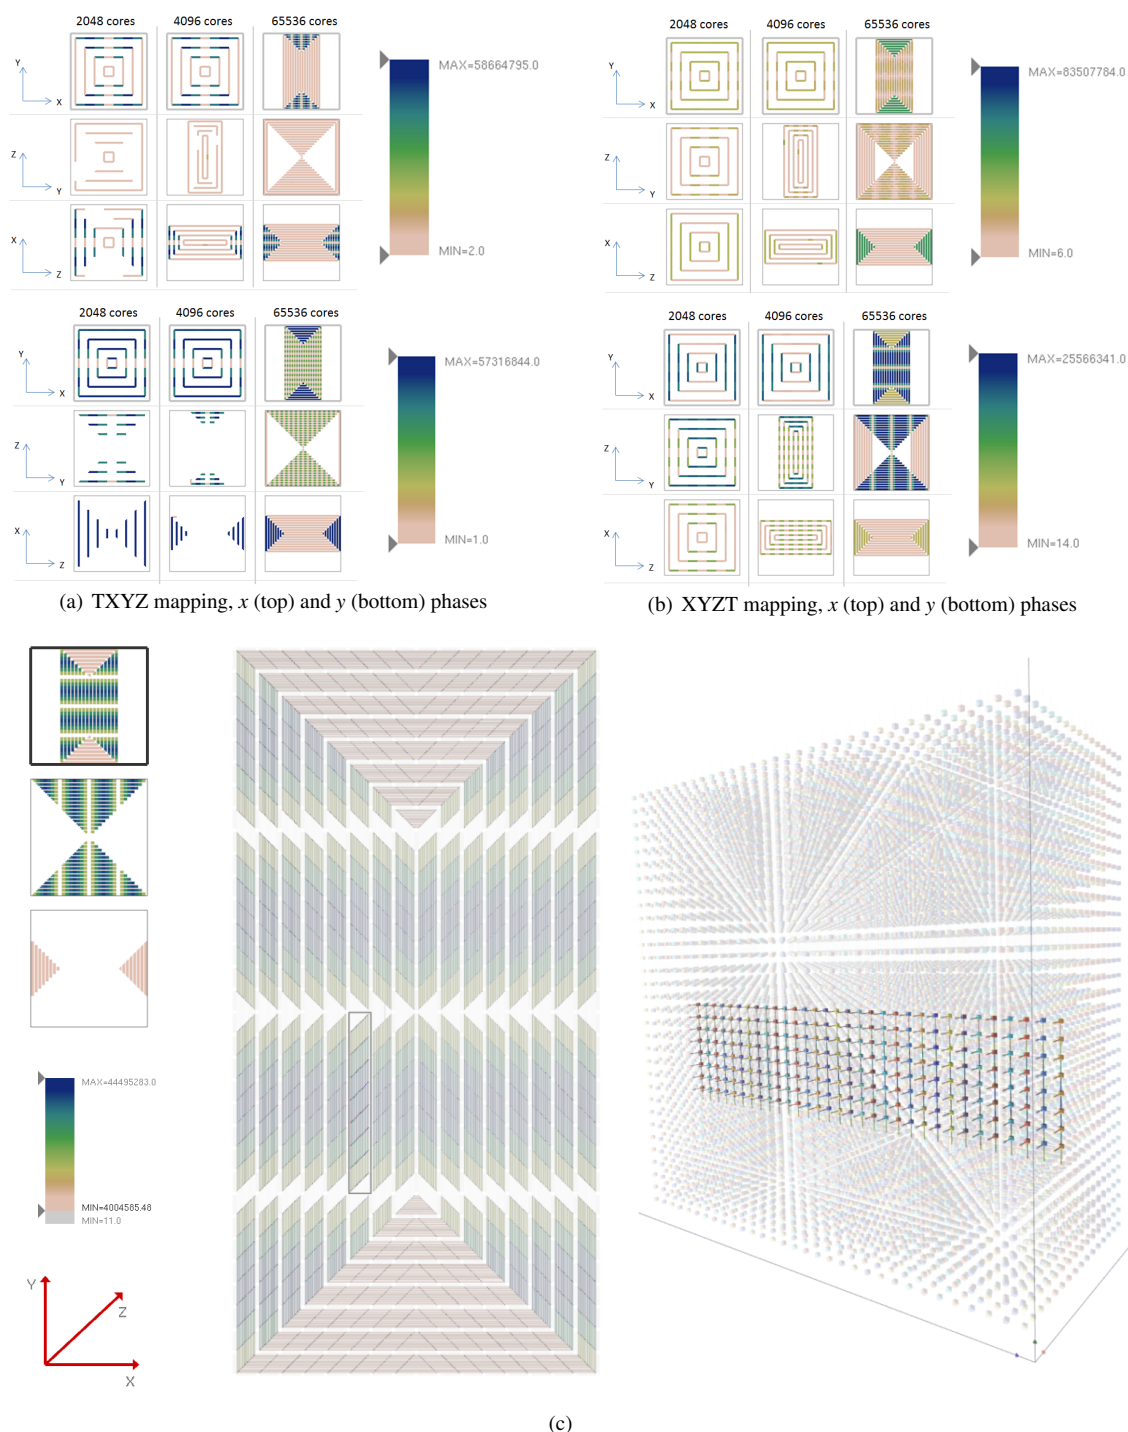 2048 cores 4096 cores 65536 cores
Y X
MAX=58664795.0
Z Y
X Z
MIN=2.0
2048 cores 4096 cores 65536 cores
Y X
MAX=57316844.0
Z Y
X Z
MIN=1.0
(a) TXYZ mapping, x (top) and y (bottom) phases
2048 cores 4096 cores 65536 cores
Y X
MAX=83507784.0
Z Y
X Z
MIN=6.0
2048 cores 4096 cores 65536 cores
Y X
MAX=25566341.0
Z Y
X Z
MIN=14.0
(b) XYZT mapping, x (top) and y (bottom) phases
MAX=44495283.0
MIN=4004585.48
MIN=11.0
Y
Z
X
(c)